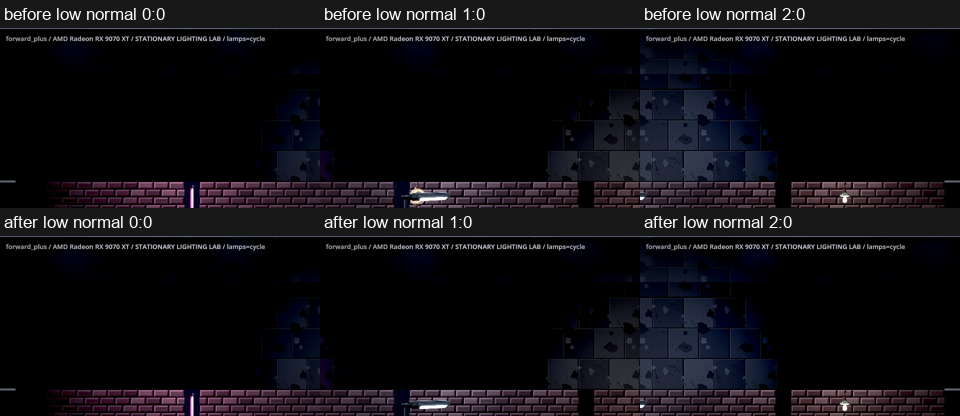 before low normal 0:0
before low normal 1:0
before low normal 2:0
forward_plus / AMD Radeon RX 9070 XT / STATIONARY LIGHTING LAB / lamps=cycle
forward_plus / AMD Radeon RX 9070 XT / STATIONARY LIGHTING LAB / lamps=cycle
forward_plus / AMD Radeon RX 9070 XT / STATIONARY LIGHTING LAB / lamps=cycle
after low normal 0:0
after low normal 1:0
after low normal 2:0
forward_plus / AMD Radeon RX 9070 XT / STATIONARY LIGHTING LAB / lamps=cycle
forward_plus / AMD Radeon RX 9070 XT / STATIONARY LIGHTING LAB / lamps=cycle
forward_plus / AMD Radeon RX 9070 XT / STATIONARY LIGHTING LAB / lamps=cycle